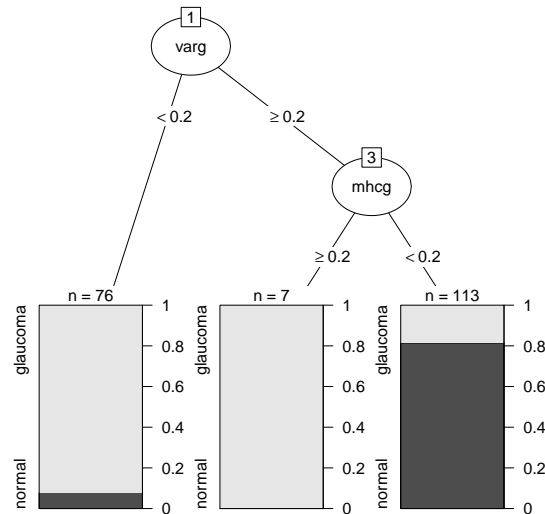 1
varg
< 0.2
≥ 0.2
3
mhcg
≥ 0.2
< 0.2
n = 76
normal
glaucoma
1
0.8
0.6
0.4
0.2
0
n = 7
normal
glaucoma
1
0.8
0.6
0.4
0.2
0
n = 113
normal
glaucoma
1
0.8
0.6
0.4
0.2
0